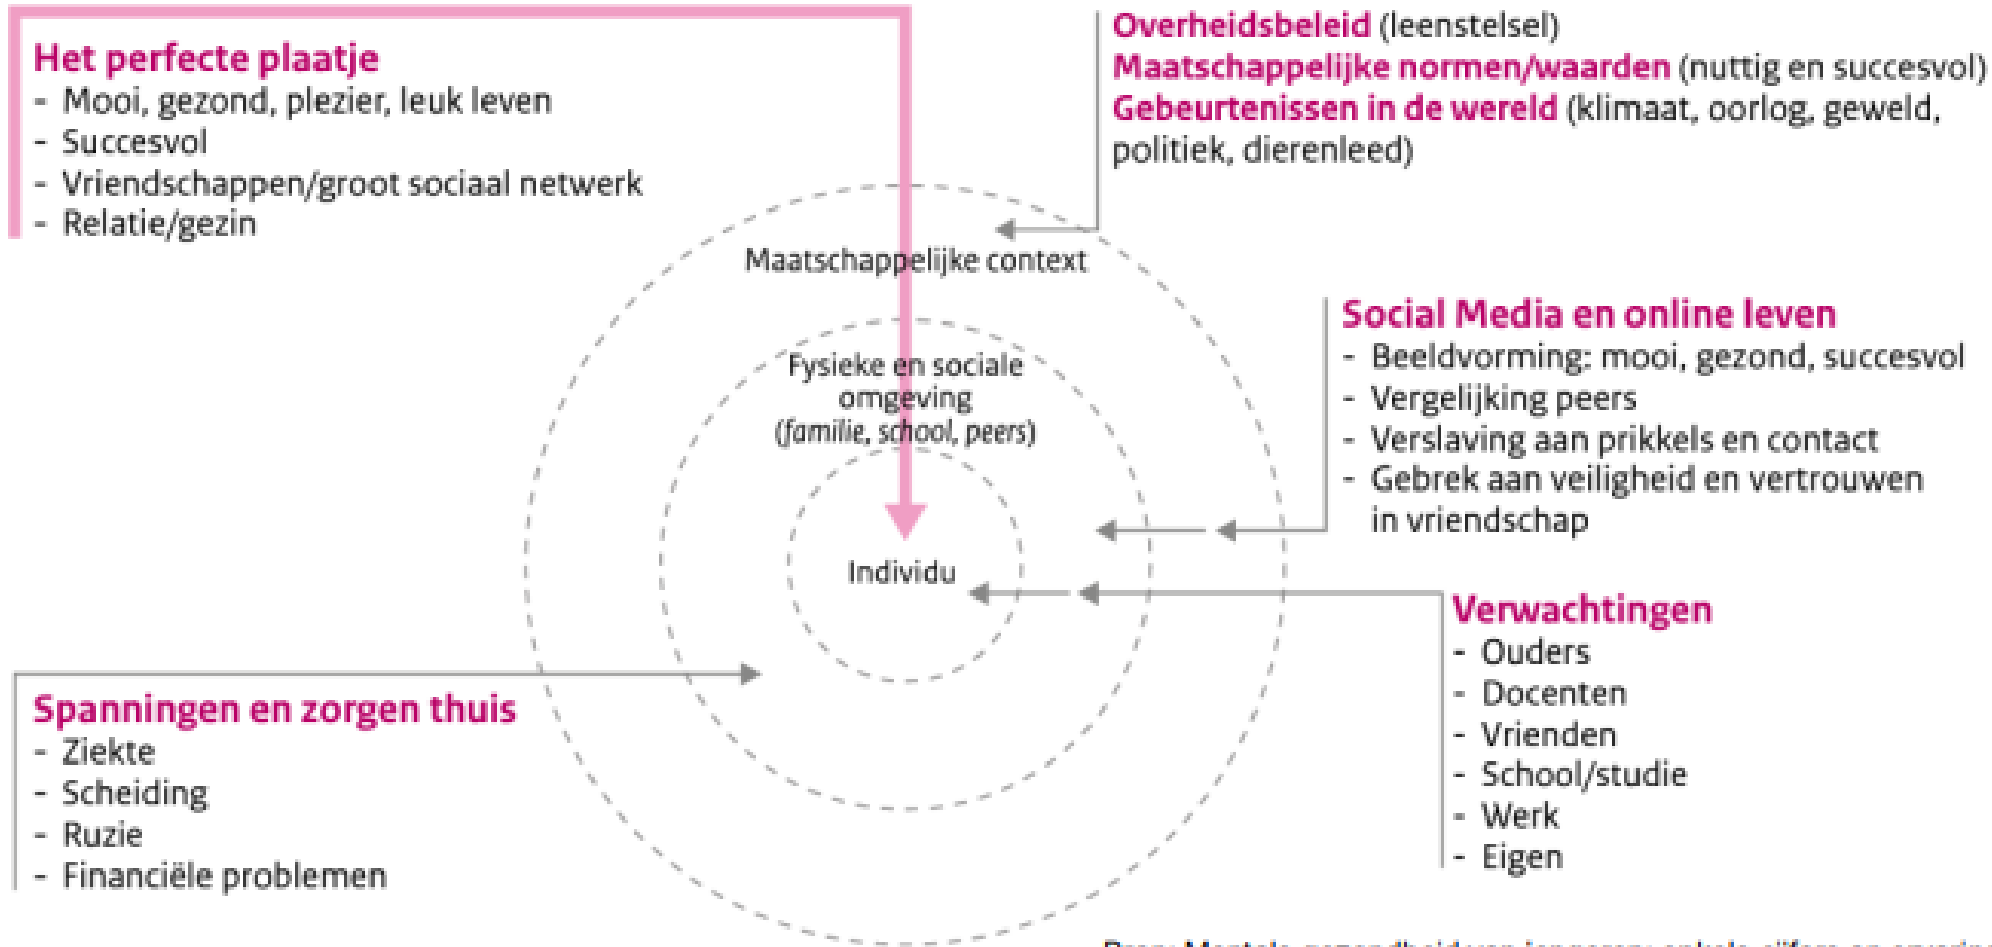 Het perfecte plaatje
- Mooi, gezond, plezier, leuk leven
- Succesvol
- Vriendschappen/groot sociaal netwerk
- Relatie/gezin
Overheidsbeleid (leenstelsel)
Maatschappelijke normen/waarden (nuttig en succesvol)
Gebeurtenissen in de wereld (klimaat, oorlog, geweld,
politiek, dierenleed)
Maatschappelijke context
Fysieke en sociale
omgeving
(familie, school, peers)
Individu
Social Media en online leven
- Beeldvorming: mooi, gezond, succesvol
- Vergelijking peers
- Verslaving aan prikkels en contact
- Gebrek aan veiligheid en vertrouwen
in vriendschap
Verwachtingen
- Ouders
- Docenten
- Vrienden
- School/studie
- Werk
- Eigen
Spanningen en zorgen thuis
- Ziekte
- Scheiding
- Ruzie
- Financiële problemen